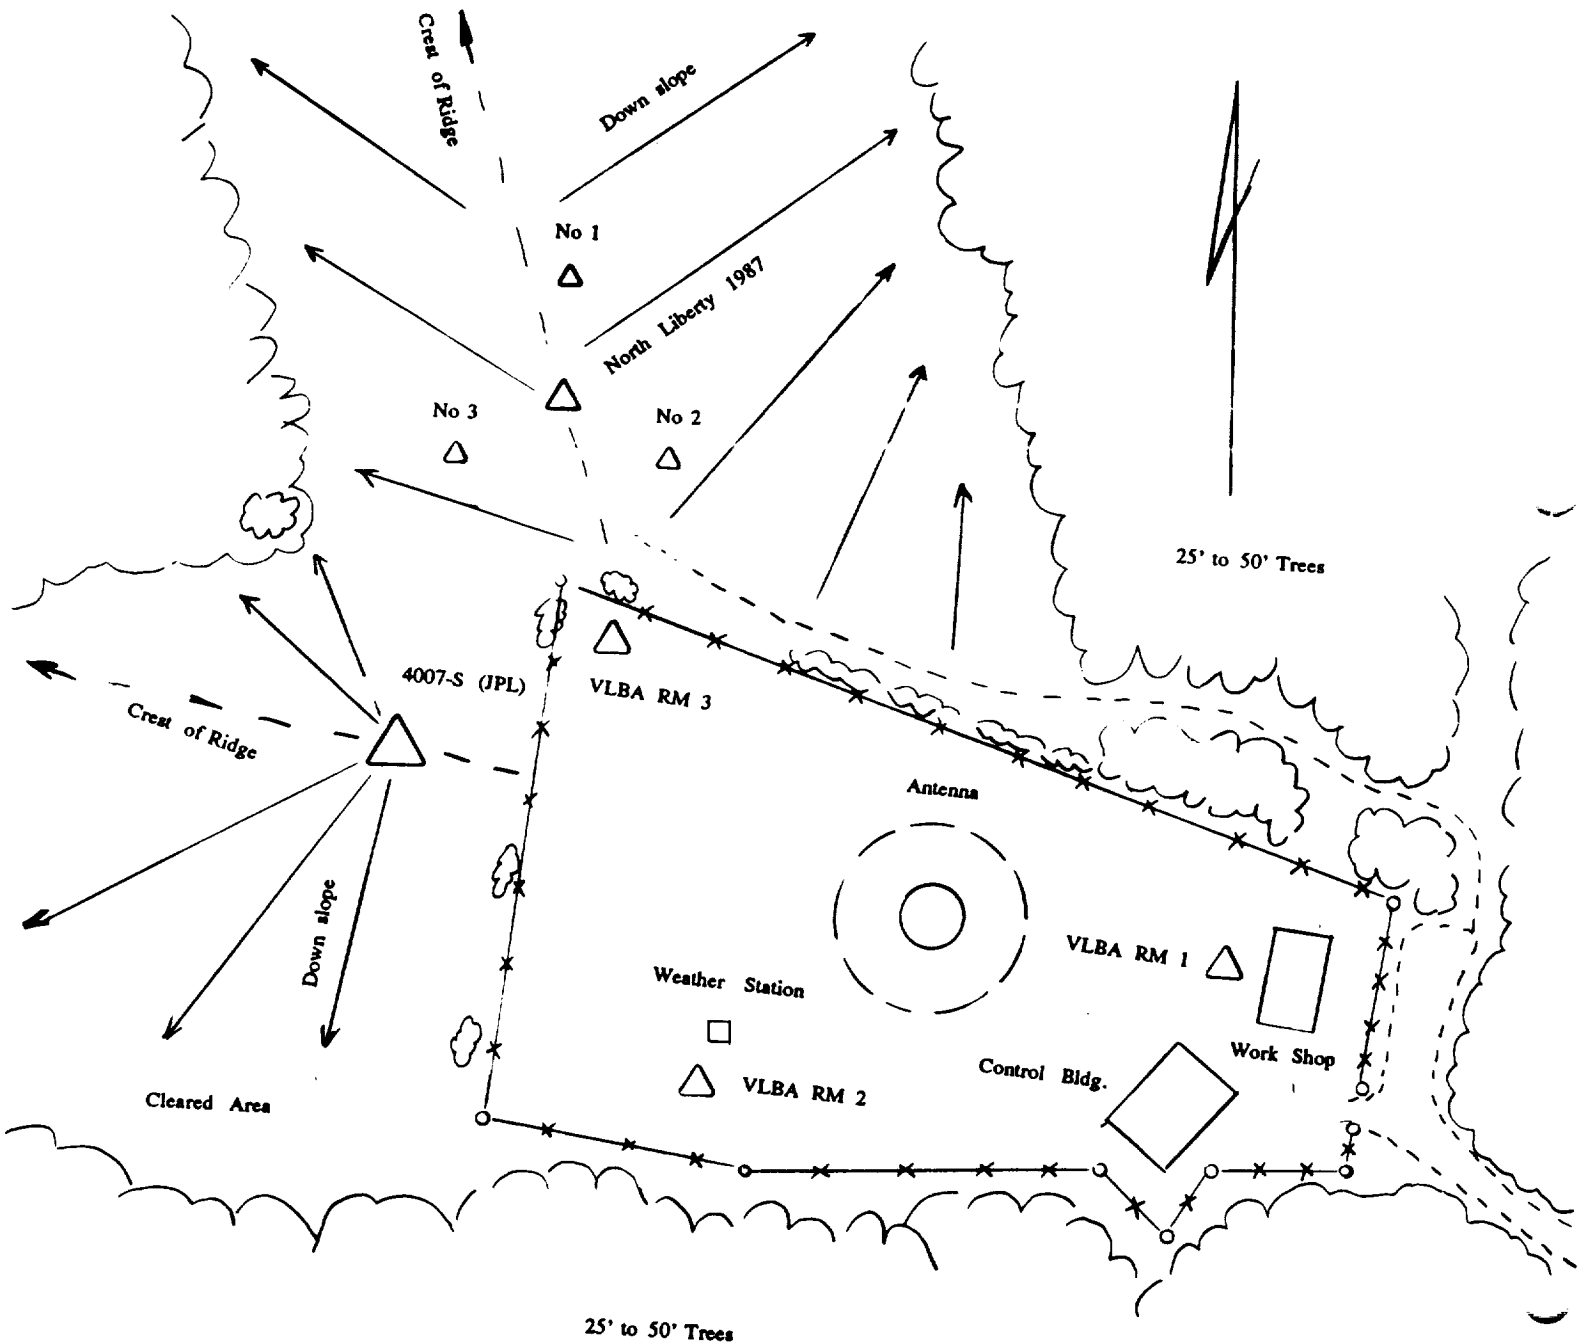 Crest of Ridge
Down slope
No 1
North Liberty 1987
No 3
No 2
25' to 50' Trees
4007-S (JPL)
VLBA RM 3
Crest of Ridge
Antenna
Down slope
VLBA RM 1
Weather Station
Work Shop
Control Bldg.
VLBA RM 2
Cleared Area
25' to 50' Trees